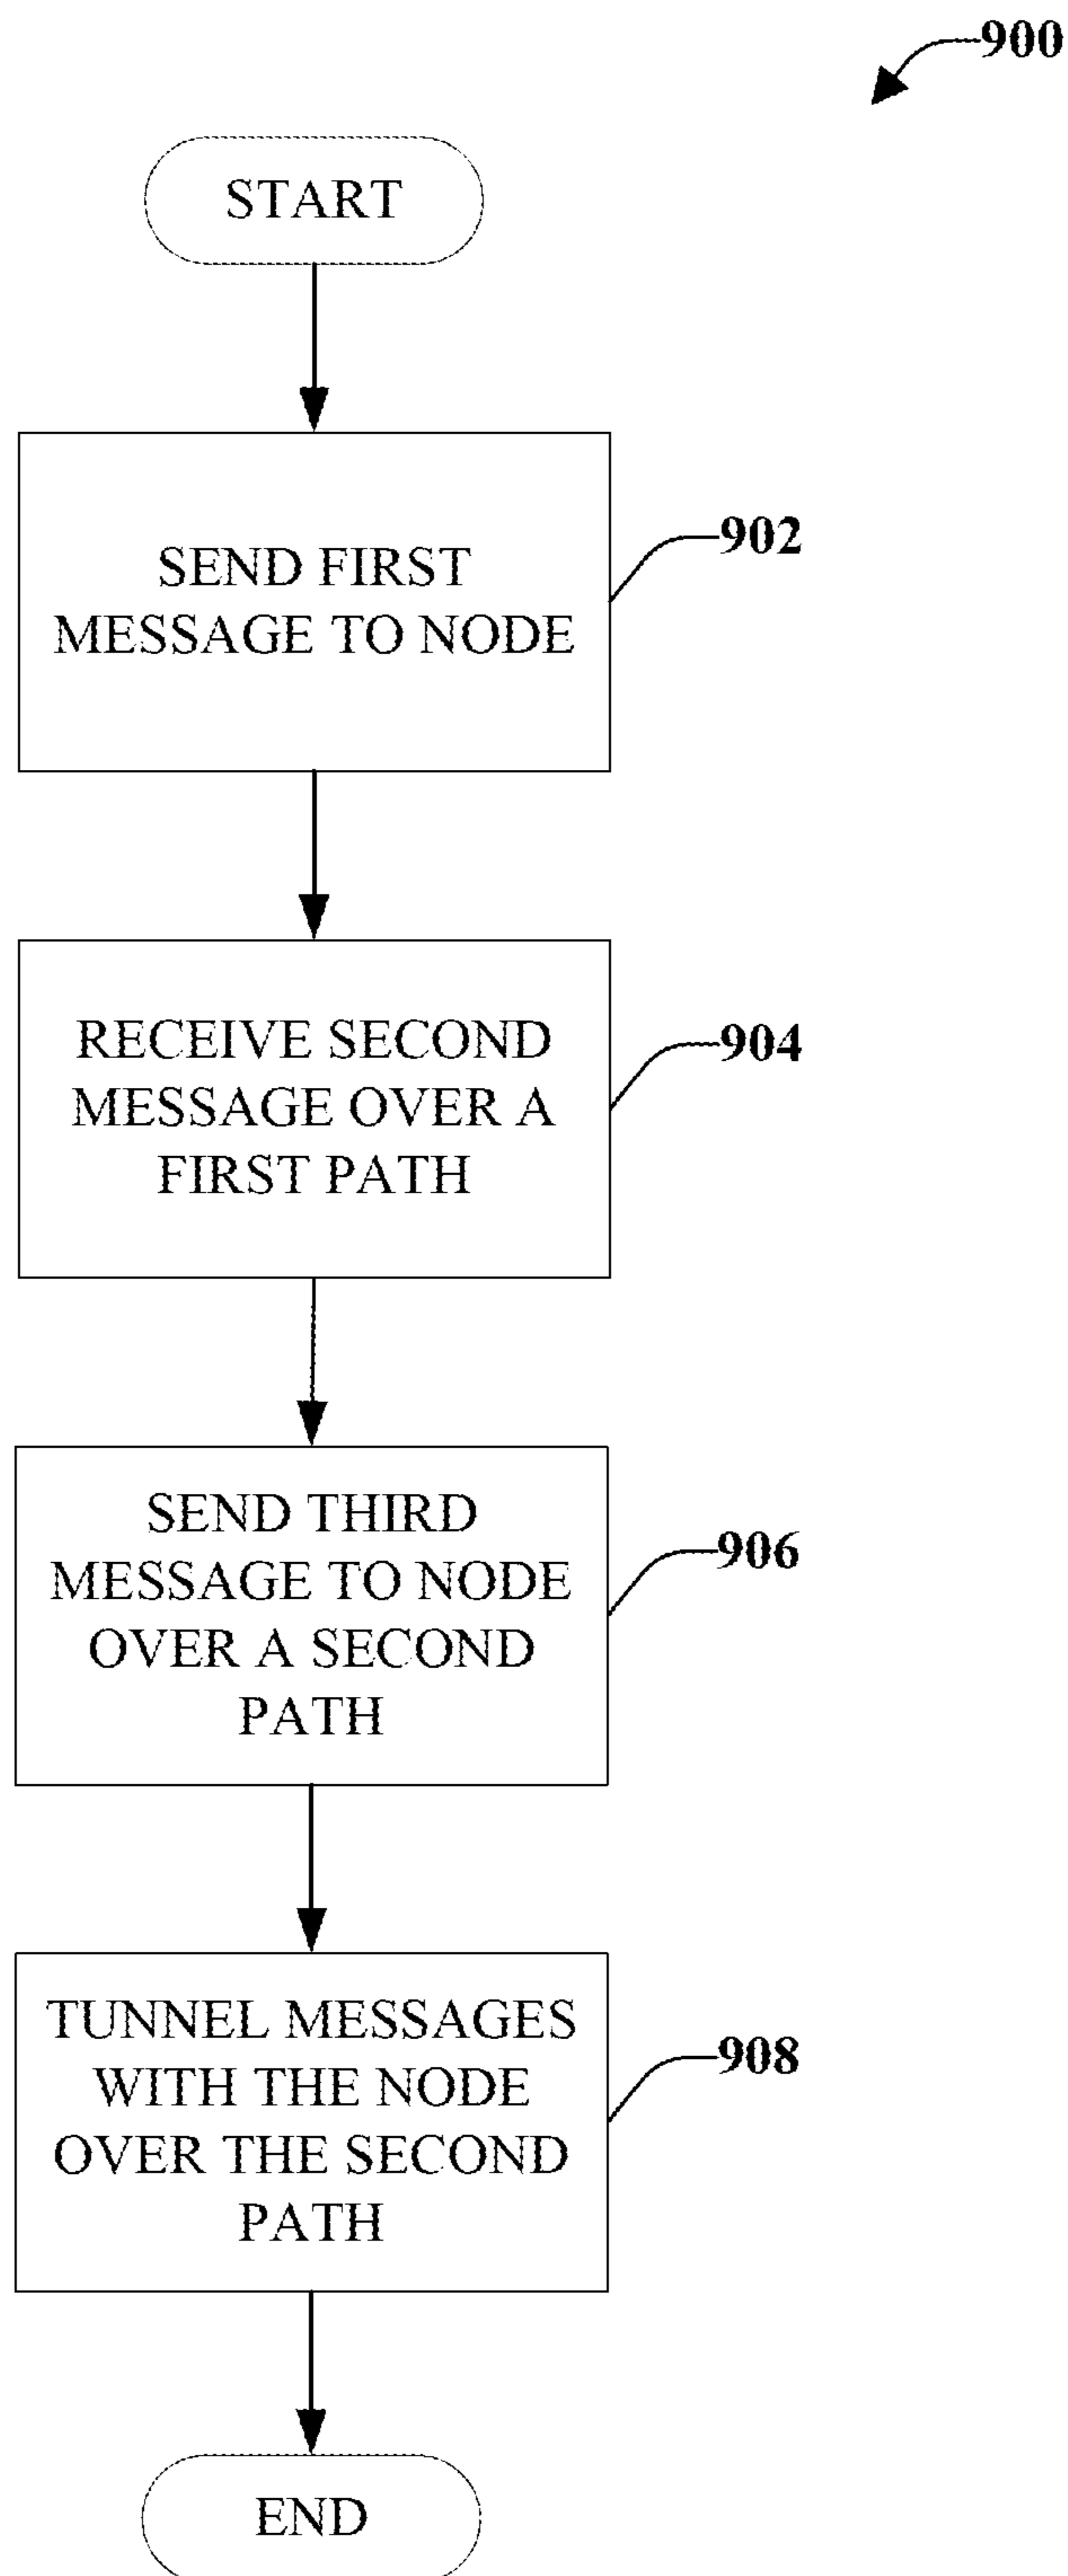 900
START
SEND FIRST
MESSAGE TO NODE
902
RECEIVE SECOND
MESSAGE OVER A
FIRST PATH
904
SEND THIRD
MESSAGE TO NODE
OVER A SECOND
PATH
906
TUNNEL MESSAGES
WITH THE NODE
OVER THE SECOND
PATH
908
END